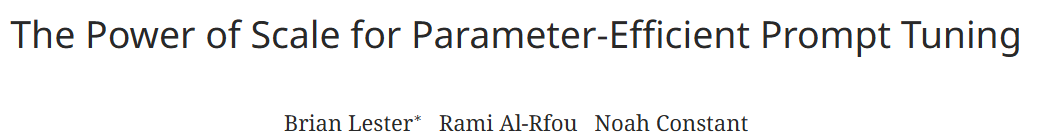 The Power of Scale for Parameter-Efficient Prompt Tuning
Brian Lester* Rami Al-Rfou Noah Constant